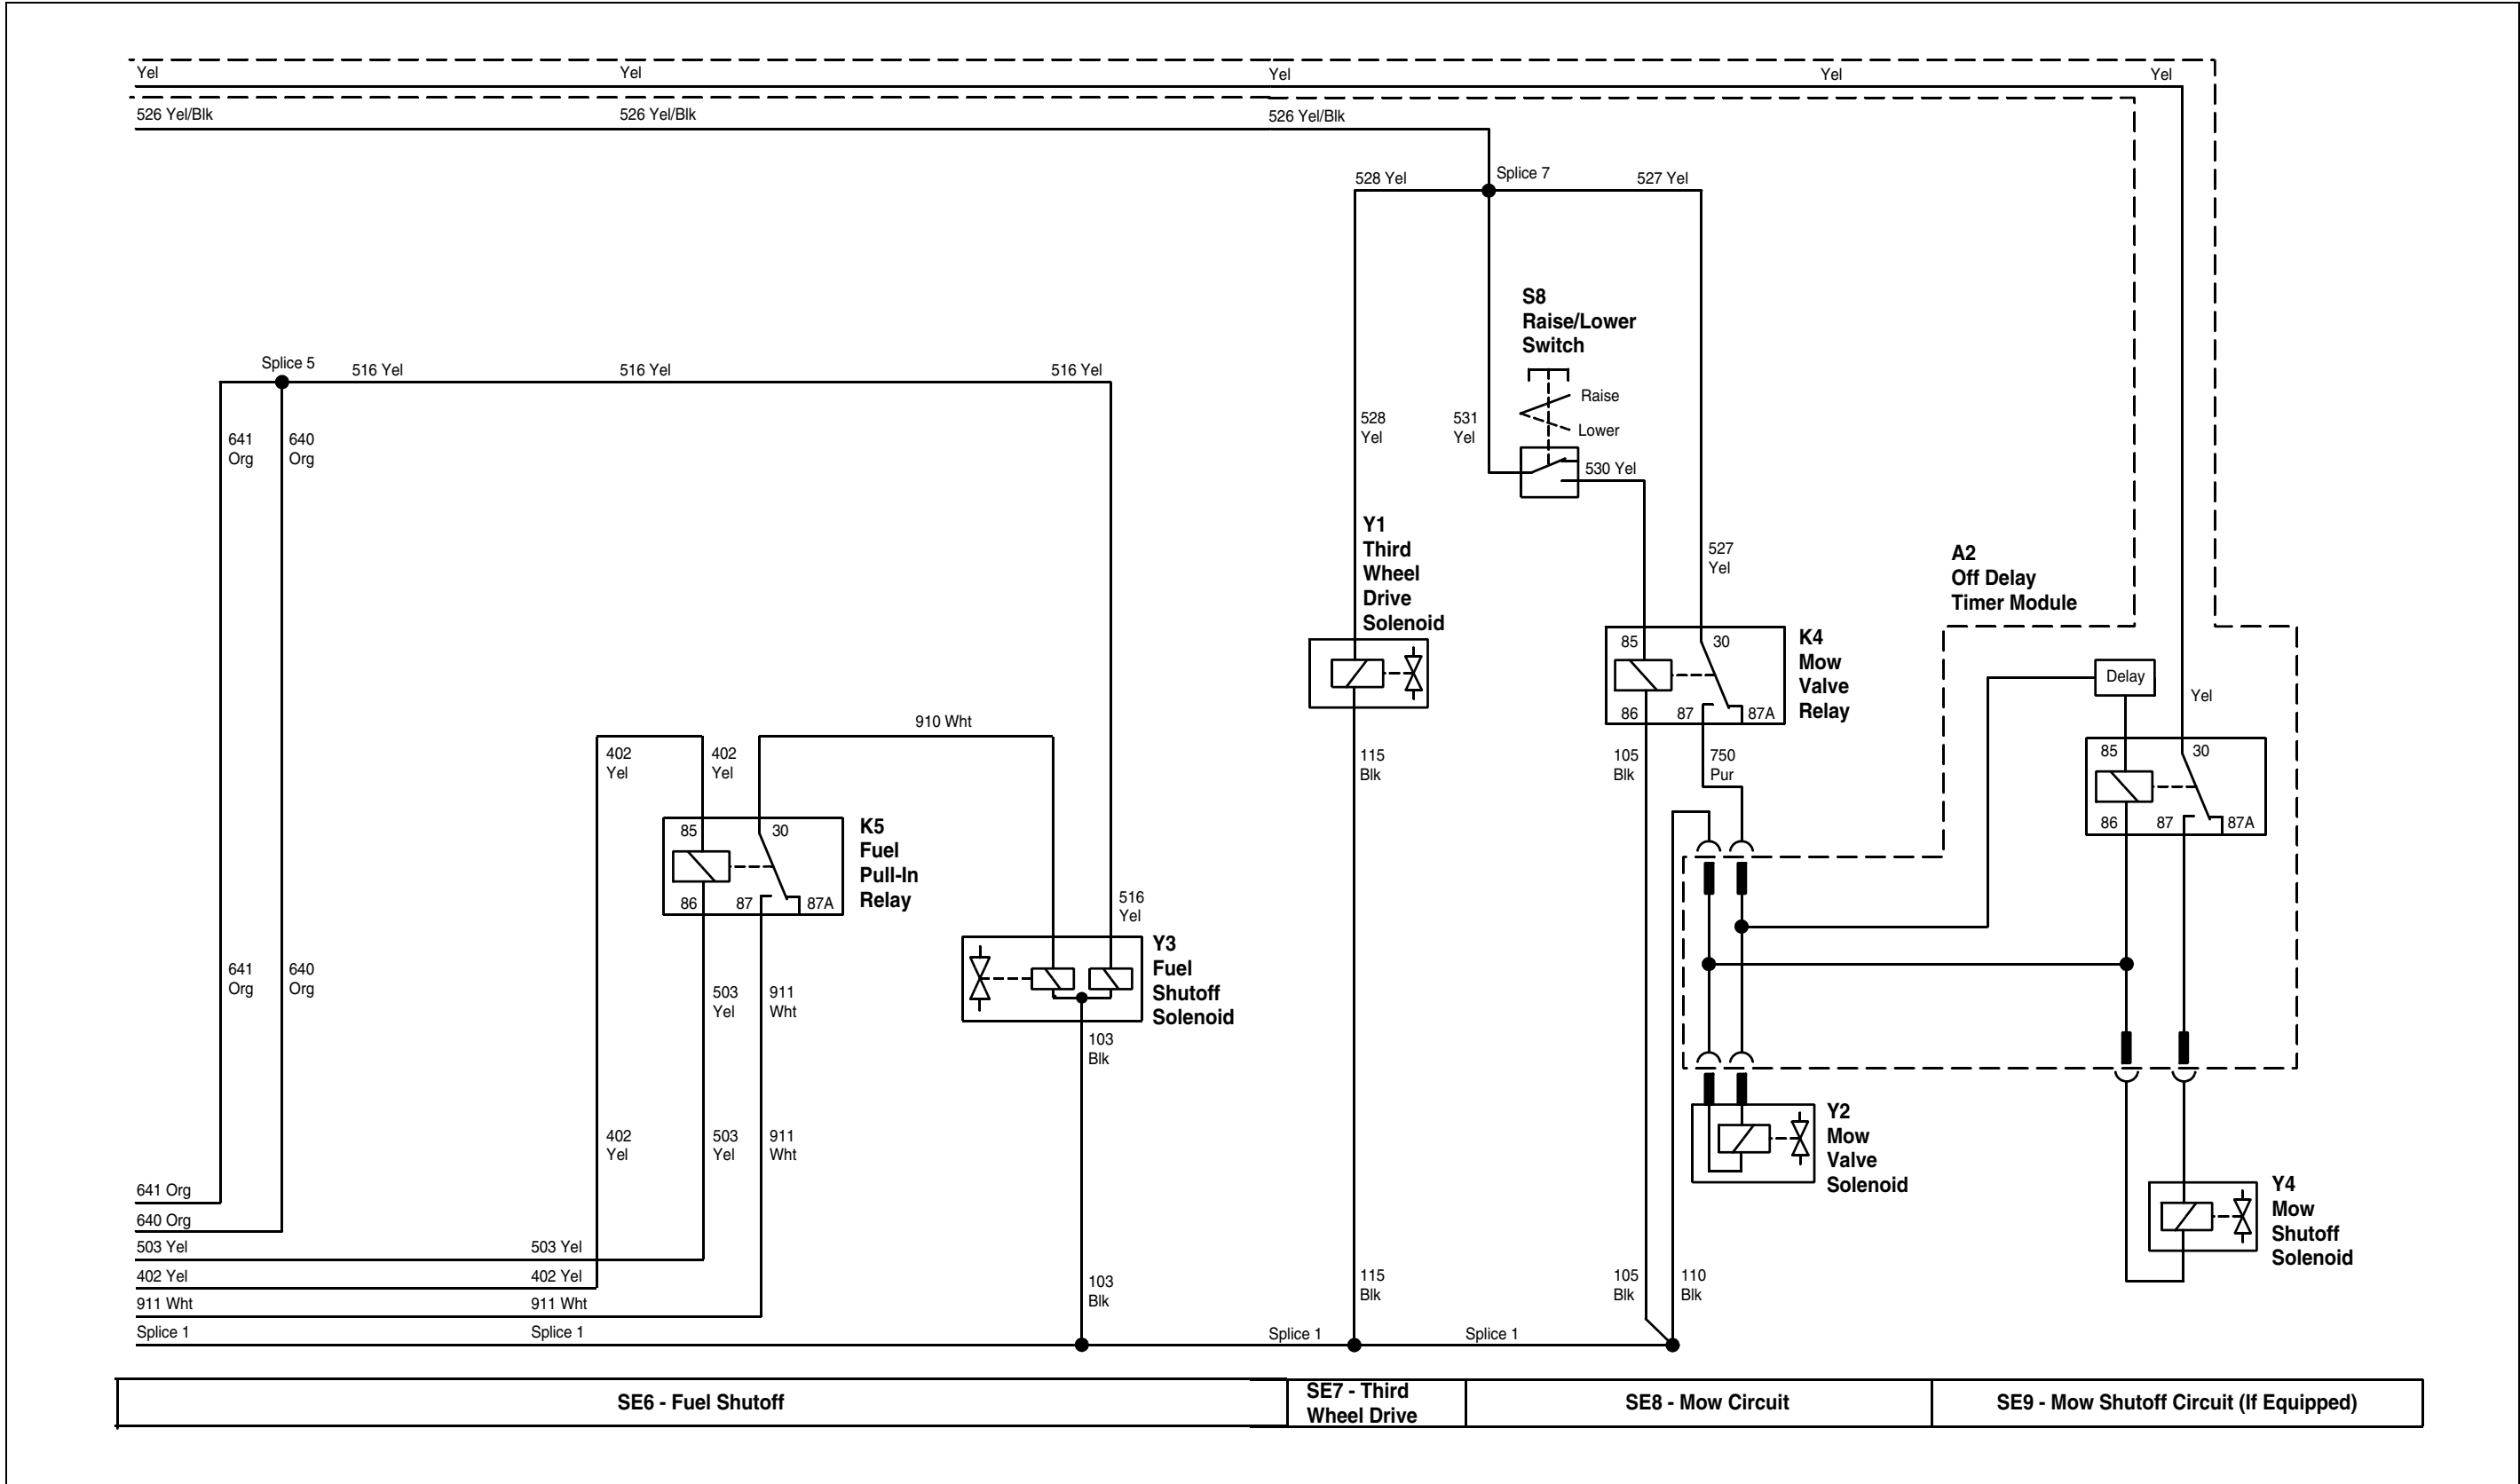 Yel Yel Yel Yel Yel
526 Yel/Blk 526 Yel/Blk 526 Yel/Blk
528 Yel Splice 7 527 Yel
S8
Raise/Lower
Switch
Raise
Lower
Splice 5 516 Yel 516 Yel 516 Yel
641
Org
640
Org
528
Yel
531
Yel
530 Yel
Y1
Third
Wheel
Drive
Solenoid
527
Yel
A2
Off Delay
Timer Module
85 30
86 87 87A
K4
Mow
Valve
Relay
Delay
Yel
85 30
86 87 87A
910 Wht
402
Yel
402
Yel
115
Blk
105
Blk
750
Pur
85 30
86 87 87A
K5
Fuel
Pull-In
Relay
516
Yel
Y3
Fuel
Shutoff
Solenoid
641
Org
640
Org
503
Yel
911
Wht
103
Blk
402
Yel
503
Yel
911
Wht
Y2
Mow
Valve
Solenoid
Y4
Mow
Shutoff
Solenoid
641 Org
640 Org
503 Yel 503 Yel
402 Yel 402 Yel
911 Wht 911 Wht
103
Blk
115
Blk
105
Blk
110
Blk
Splice 1 Splice 1 Splice 1 Splice 1
SE6 - Fuel Shutoff
SE7 - Third
Wheel Drive
SE8 - Mow Circuit
SE9 - Mow Shutoff Circuit (If Equipped)